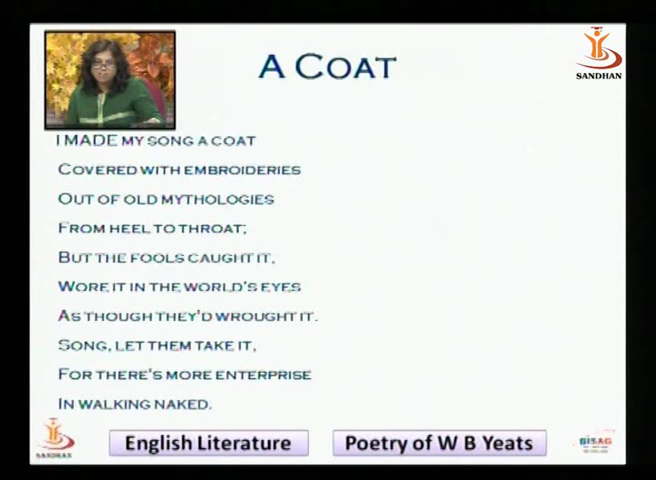 A COAT
SANDHAN
I MADE MY SONG A COAT
COVERED WITH EMBROIDERIES
OUT OF OLD MYTHOLOGIES
FROM HEEL TO THROAT;
BUT THE FOOLS CAUGHT IT,
WORE IT IN THE WORLD'S EYES
AS THOUGH THEY'D WROUGHT IT.
SONG, LET THEM TAKE IT,
FOR THERE'S MORE ENTERPRISE
IN WALKING NAKED.
SANDHAN
English Literature
Poetry of W B Yeats
BISAG